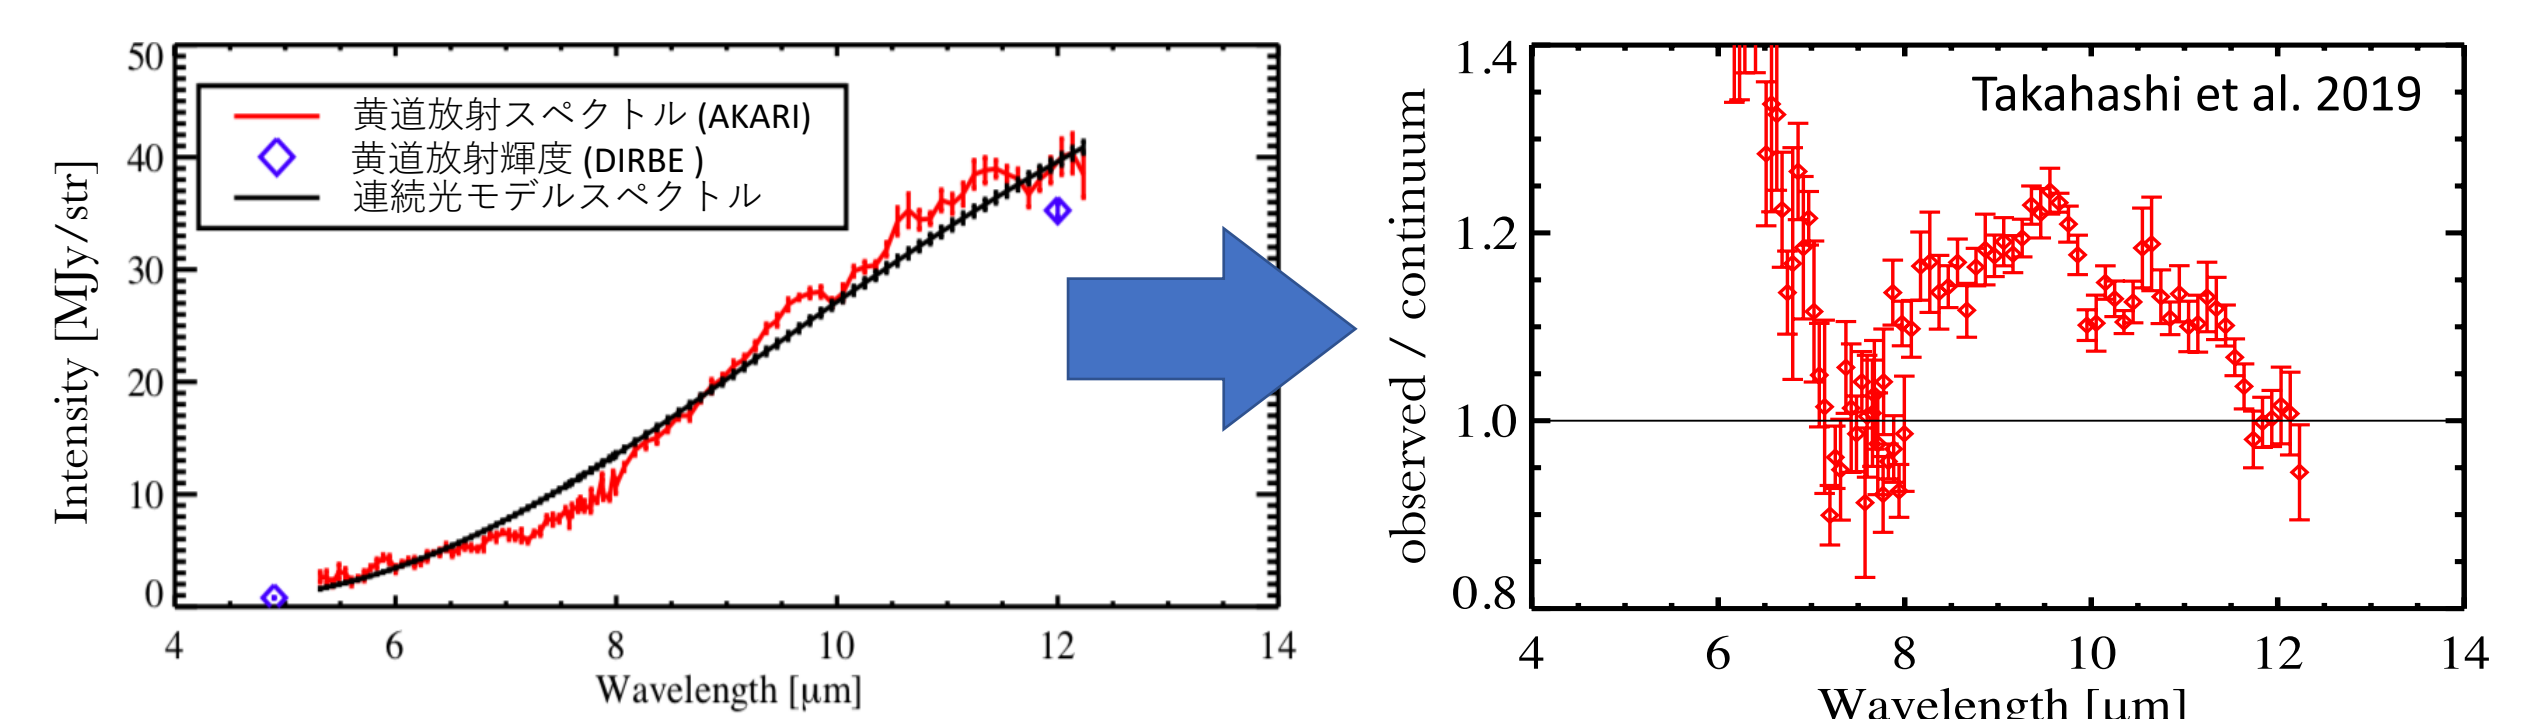 50
40
30
20
10
0
Intensity [MJy/str]
黄道放射スペクトル (AKARI)
黄道放射輝度 (DIRBE )
連続光モデルスペクトル
4 6 8 10 12 14
Wavelength [μm]
1.4
1.2
1.0
0.8
observed / continuum
Takahashi et al. 2019
4 6 8 10 12 14
Wavelength [μm]